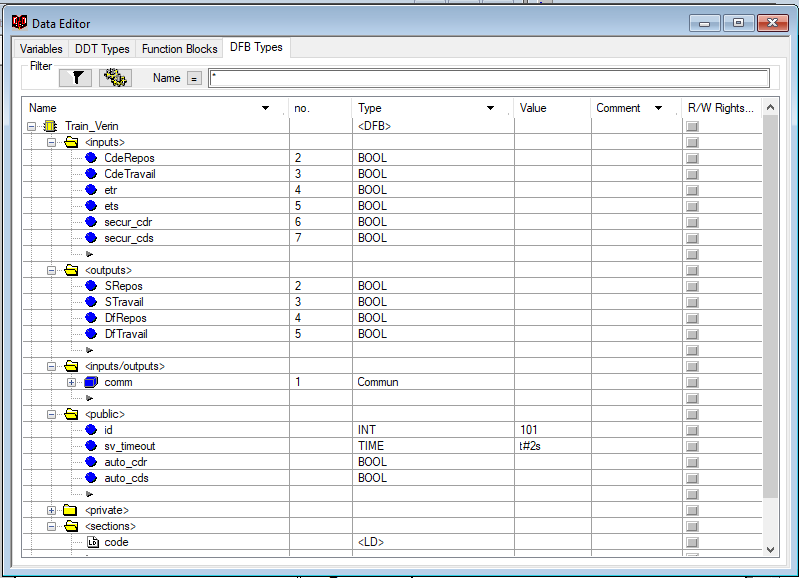 Data Editor
Variables DDT Types Function Blocks DFB Types
Filter
Name = *
Name no. Type Value Comment R/W Rights...
Train_Verin <DFB>
<inputs>
CdeRepos 2 BOOL
CdeTravail 3 BOOL
etr 4 BOOL
ets 5 BOOL
secur_cdr 6 BOOL
secur_cds 7 BOOL
<outputs>
SRepos 2 BOOL
STravail 3 BOOL
DfRepos 4 BOOL
DfTravail 5 BOOL
<inputs/outputs>
comm 1 Commun
<public>
id INT 101
sv_timeout TIME t#2s
auto_cdr BOOL
auto_cds BOOL
<private>
<sections>
code <LD>